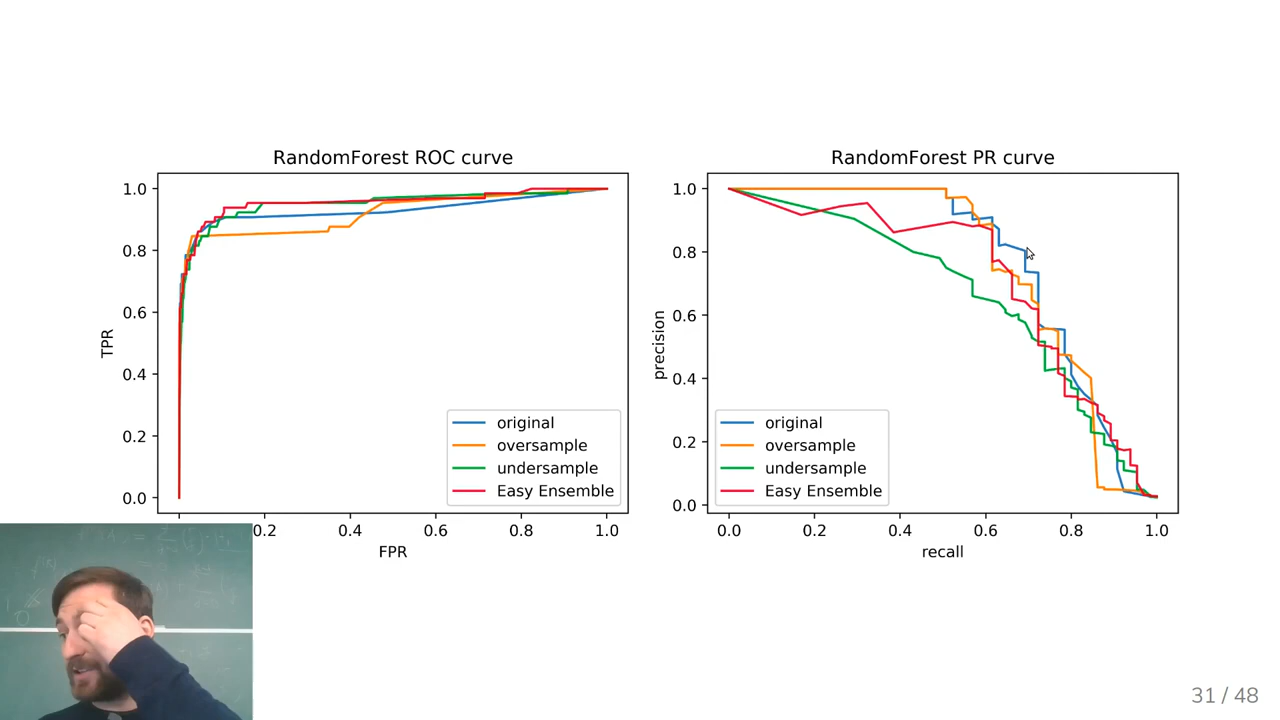 RandomForest ROC curve
1.0
0.8
0.6
0.4
0.2
0.0
TPR
original
oversample
undersample
Easy Ensemble
0.2
0.4
0.6
0.8
1.0
FPR
RandomForest PR curve
1.0
0.8
0.6
0.4
0.2
0.0
precision
original
oversample
undersample
Easy Ensemble
0.0
0.2
0.4
0.6
0.8
1.0
recall
31 / 48